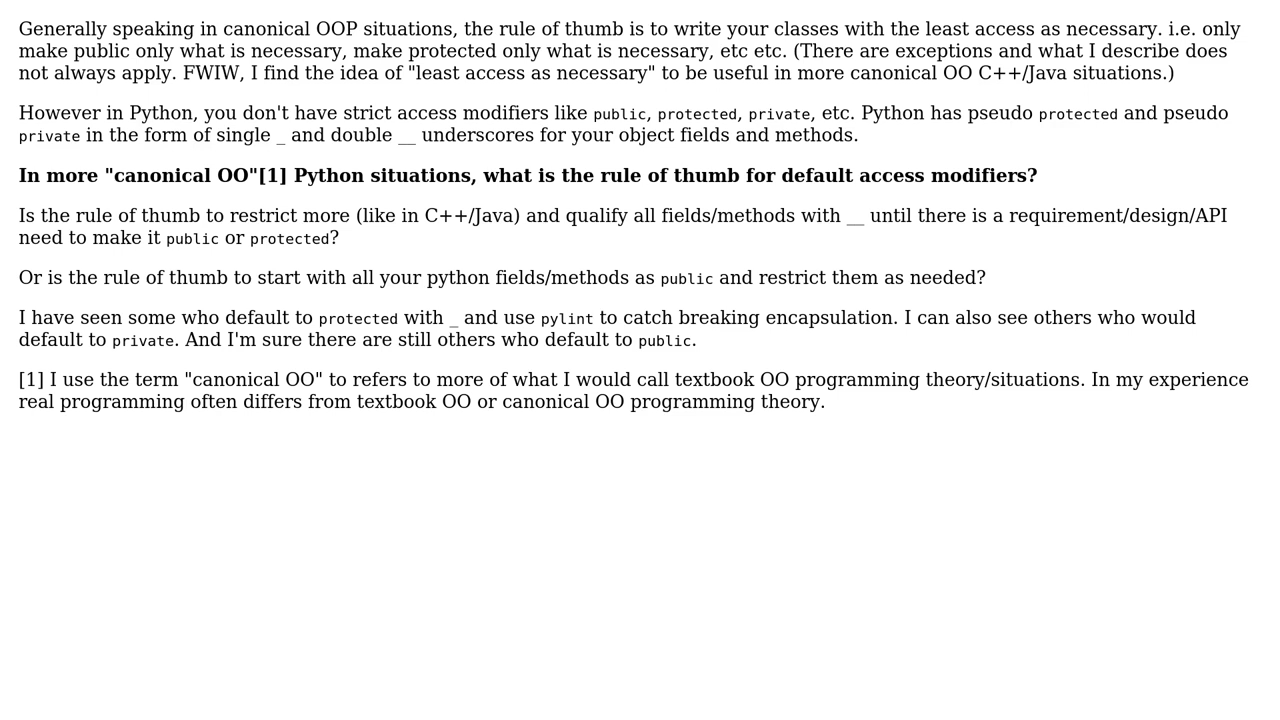 Generally speaking in canonical OOP situations, the rule of thumb is to write your classes with the least access as necessary. i.e. only
make public only what is necessary, make protected only what is necessary, etc etc. (There are exceptions and what I describe does
not always apply. FWIW, I find the idea of "least access as necessary" to be useful in more canonical OO C++/Java situations.)
However in Python, you don't have strict access modifiers like public, protected, private, etc. Python has pseudo protected and pseudo
private in the form of single _ and double __ underscores for your object fields and methods.
In more "canonical OO"[1] Python situations, what is the rule of thumb for default access modifiers?
Is the rule of thumb to restrict more (like in C++/Java) and qualify all fields/methods with __ until there is a requirement/design/API
need to make it public or protected?
Or is the rule of thumb to start with all your python fields/methods as public and restrict them as needed?
I have seen some who default to protected with _ and use pylint to catch breaking encapsulation. I can also see others who would
default to private. And I'm sure there are still others who default to public.
[1] I use the term "canonical OO" to refers to more of what I would call textbook OO programming theory/situations. In my experience
real programming often differs from textbook OO or canonical OO programming theory.